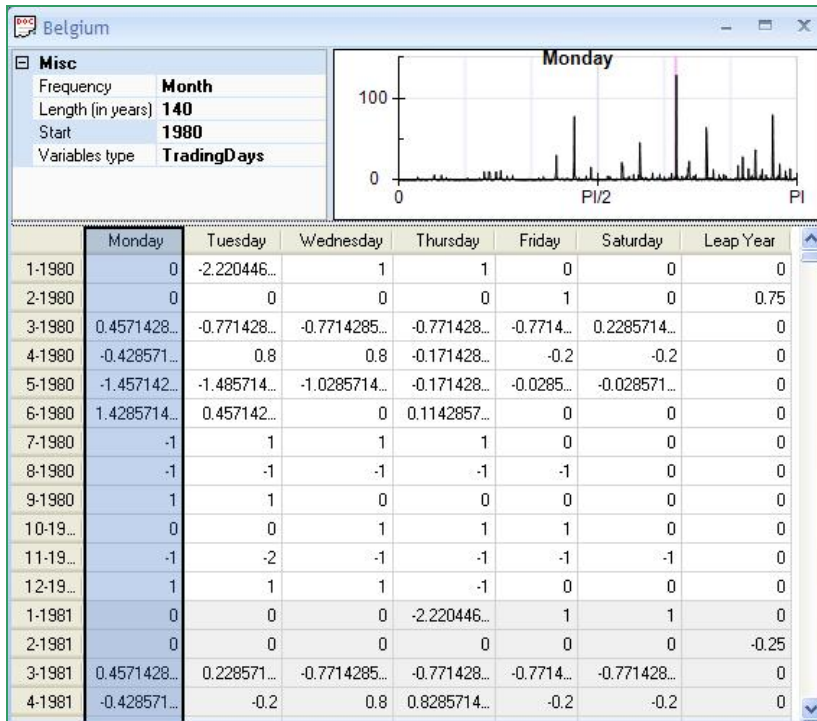 DOC Belgium
Misc
Frequency Month
Length (in years) 140
Start 1980
Variables type TradingDays
Monday
100
0
0 PI/2 PI
Monday Tuesday Wednesday Thursday Friday Saturday Leap Year
1-1980 0 -2.220446... 1 1 0 0 0
2-1980 0 0 0 0 1 0 0.75
3-1980 0.4571428... -0.771428... -0.7714285... -0.771428... -0.7714... 0.2285714... 0
4-1980 -0.428571... 0.8 0.8 -0.171428... -0.2 -0.2 0
5-1980 -1.457142... -1.485714... -1.0285714... -0.171428... -0.0285... -0.028571... 0
6-1980 1.4285714... 0.457142... 0 0.1142857... 0 0 0
7-1980 -1 1 1 1 0 0 0
8-1980 -1 -1 -1 -1 -1 0 0
9-1980 1 1 0 0 0 0 0
10-19... 0 0 1 1 1 0 0
11-19... -1 -2 -1 -1 -1 -1 0
12-19... 1 1 1 -1 0 0 0
1-1981 0 0 0 -2.220446... 1 1 0
2-1981 0 0 0 0 0 0 -0.25
3-1981 0.4571428... 0.228571... -0.7714285... -0.771428... -0.7714... -0.771428... 0
4-1981 -0.428571... -0.2 0.8 0.8285714... -0.2 -0.2 0